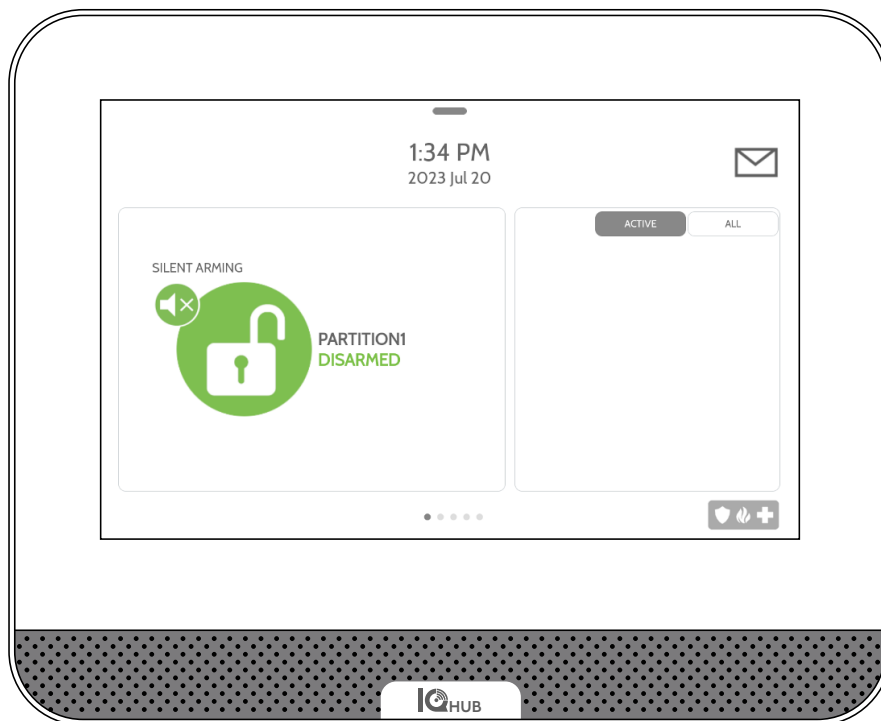 1:34 PM
2023 Jul 20
ACTIVE
ALL
SILENT ARMING
PARTITION1
DISARMED
IQ HUB